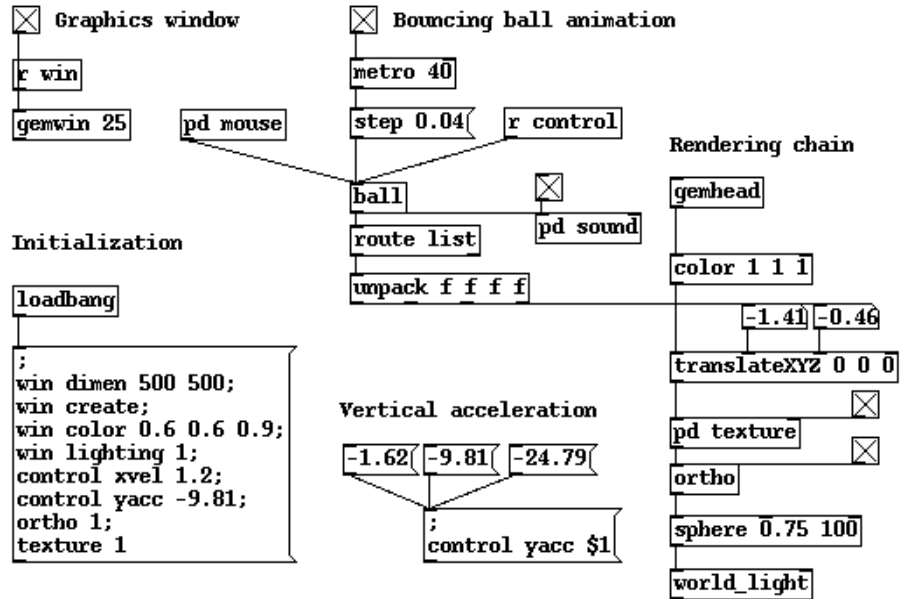 Graphics window
Bouncing ball animation
r win
metro 40
gemwin 25
pd mouse
step 0.04
r control
Rendering chain
ball
gemhead
pd sound
route list
Initialization
color 1 1 1
unpack f f f f
loadbang
-1.41
-0.46
;
win dimen 500 500;
win create;
win color 0.6 0.6 0.9;
win lighting 1;
control xvel 1.2;
control yacc -9.81;
ortho 1;
texture 1
translateXYZ 0 0 0
Vertical acceleration
pd texture
-1.62
-9.81
-24.79
ortho
;
control yacc $1
sphere 0.75 100
world_light